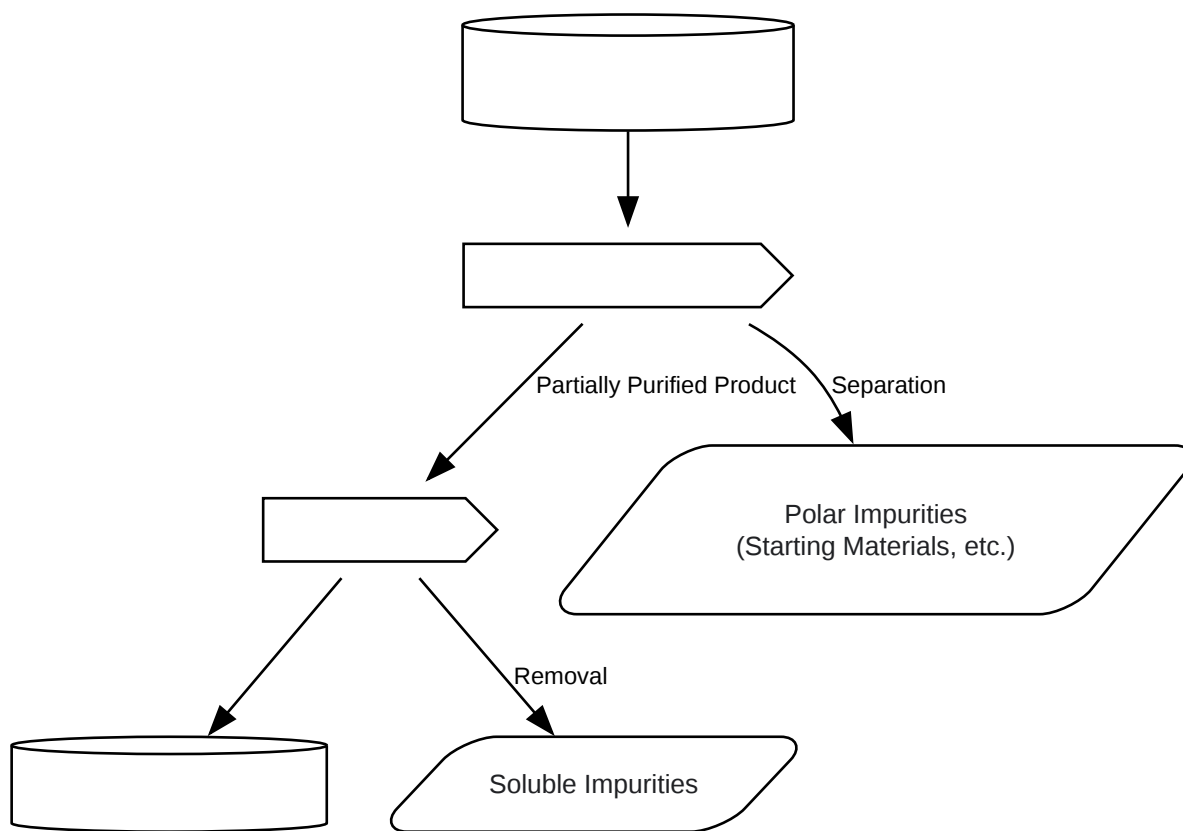 Partially Purified Product
Separation
Polar Impurities
(Starting Materials, etc.)
Removal
Soluble Impurities